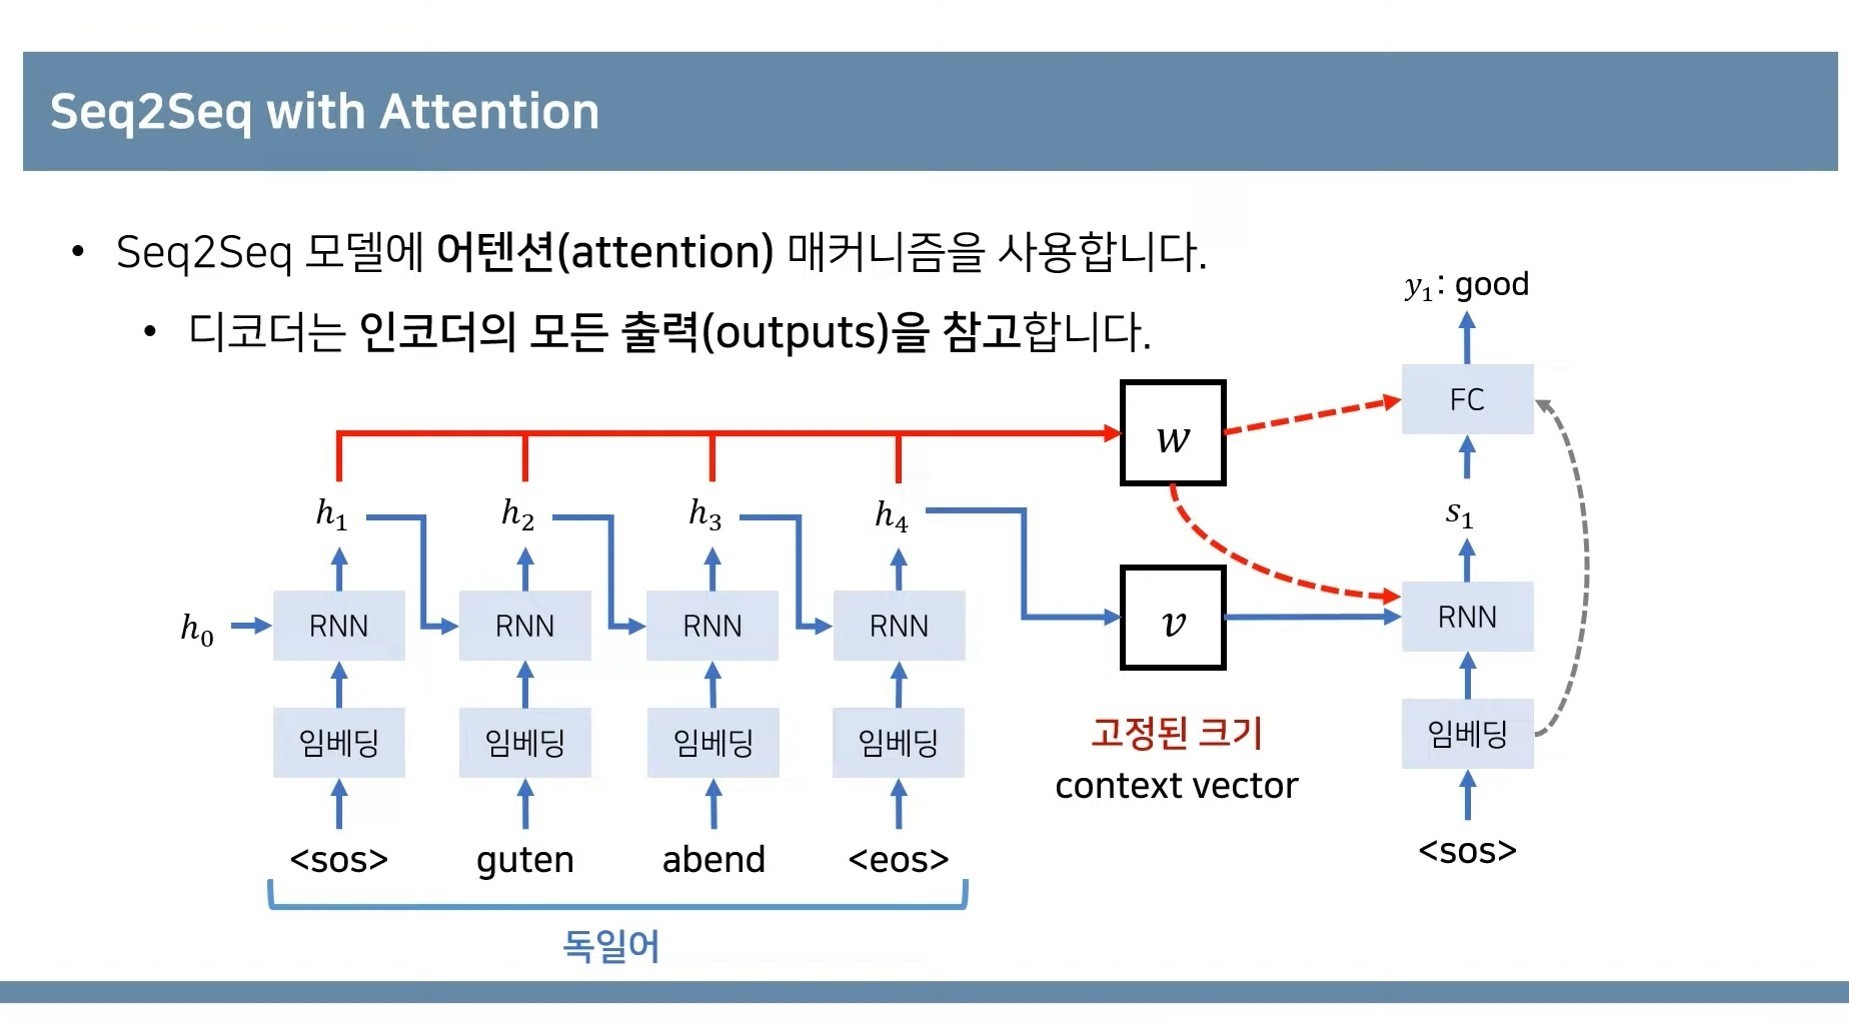 Seq2Seq with Attention
• Seq2Seq 모델에 어텐션(attention) 매커니즘을 사용합니다.
• 디코더는 인코더의 모든 출력(outputs)을 참고합니다.
y₁: good
FC
w
h₁ h₂ h₃ h₄ s₁
h₀ RNN RNN RNN RNN v RNN
임베딩 임베딩 임베딩 임베딩 고정된 크기 임베딩
context vector
<sos> guten abend <eos> <sos>
독일어